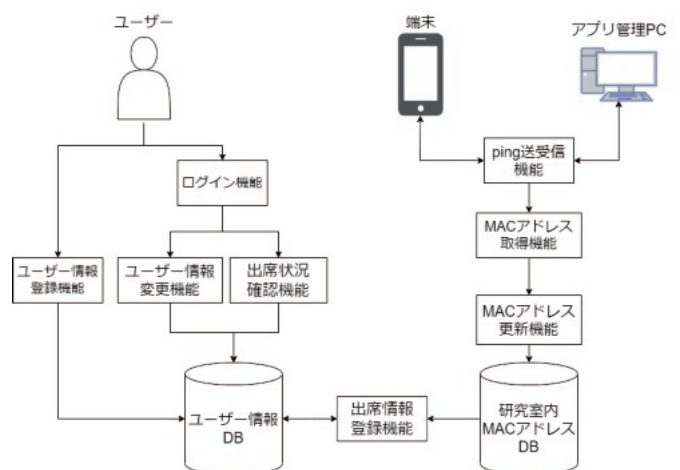 ユーザー
端末
アプリ管理PC
ping送受信
機能
ログイン機能
MACアドレス
取得機能
ユーザー情報
登録機能
ユーザー情報
変更機能
出席状況
確認機能
MACアドレス
更新機能
ユーザー情報
DB
出席情報
登録機能
研究室内
MACアドレス
DB